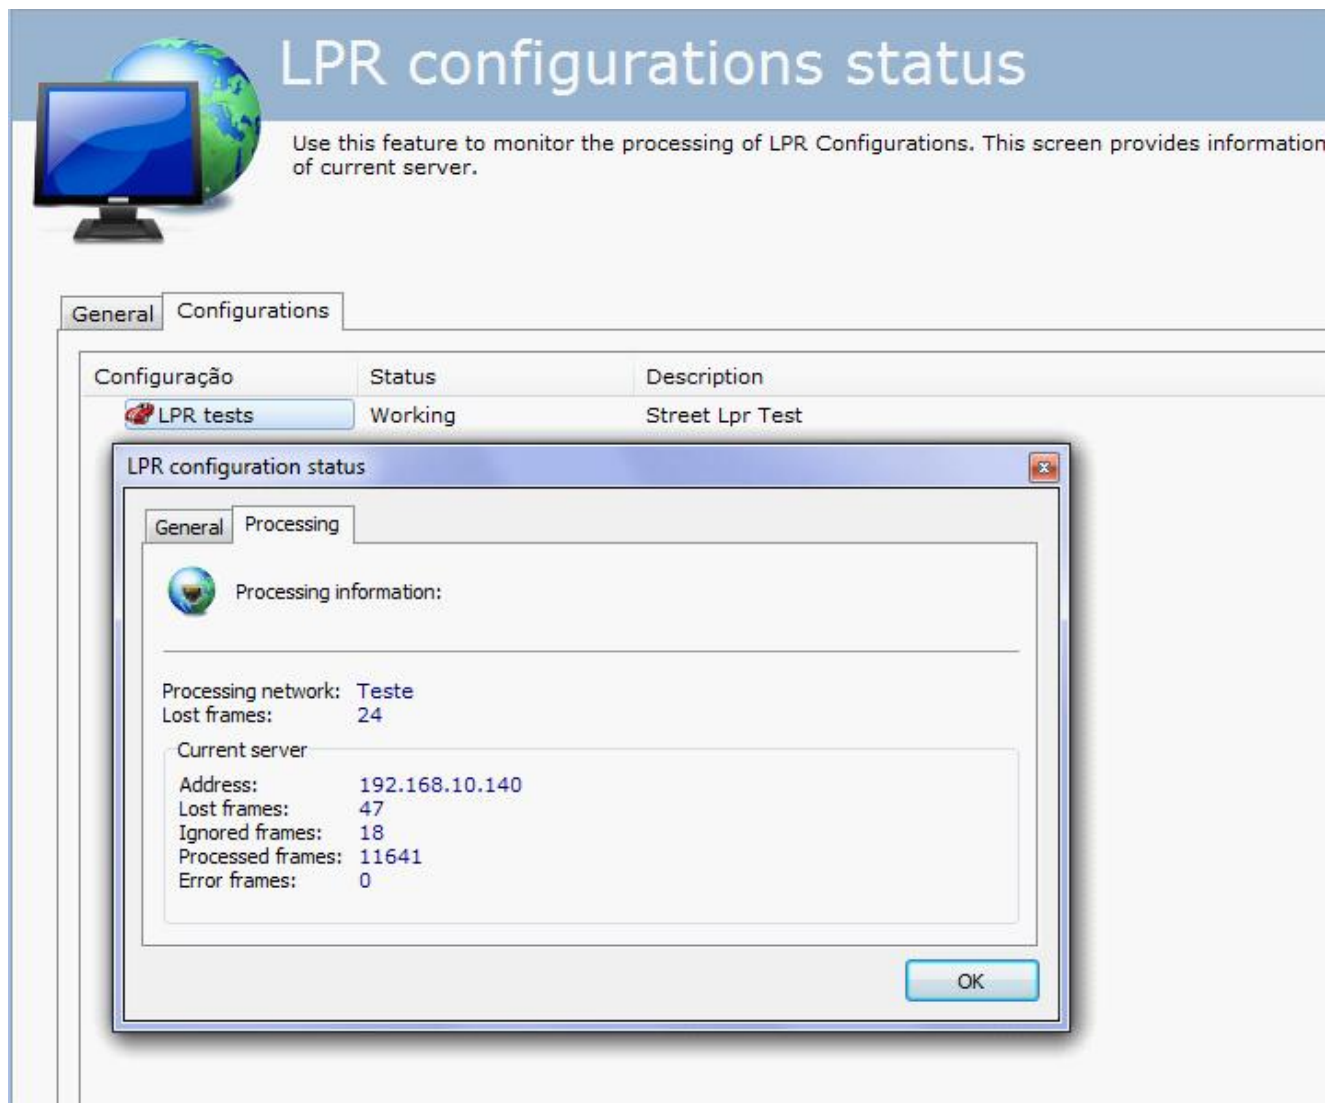 LPR configurations status
Use this feature to monitor the processing of LPR Configurations. This screen provides information
of current server.
General Configurations
Configuração Status Description
LPR tests Working Street Lpr Test
LPR configuration status
General Processing
Processing information:
Processing network: Teste
Lost frames: 24
Current server
Address: 192.168.10.140
Lost frames: 47
Ignored frames: 18
Processed frames: 11641
Error frames: 0
OK